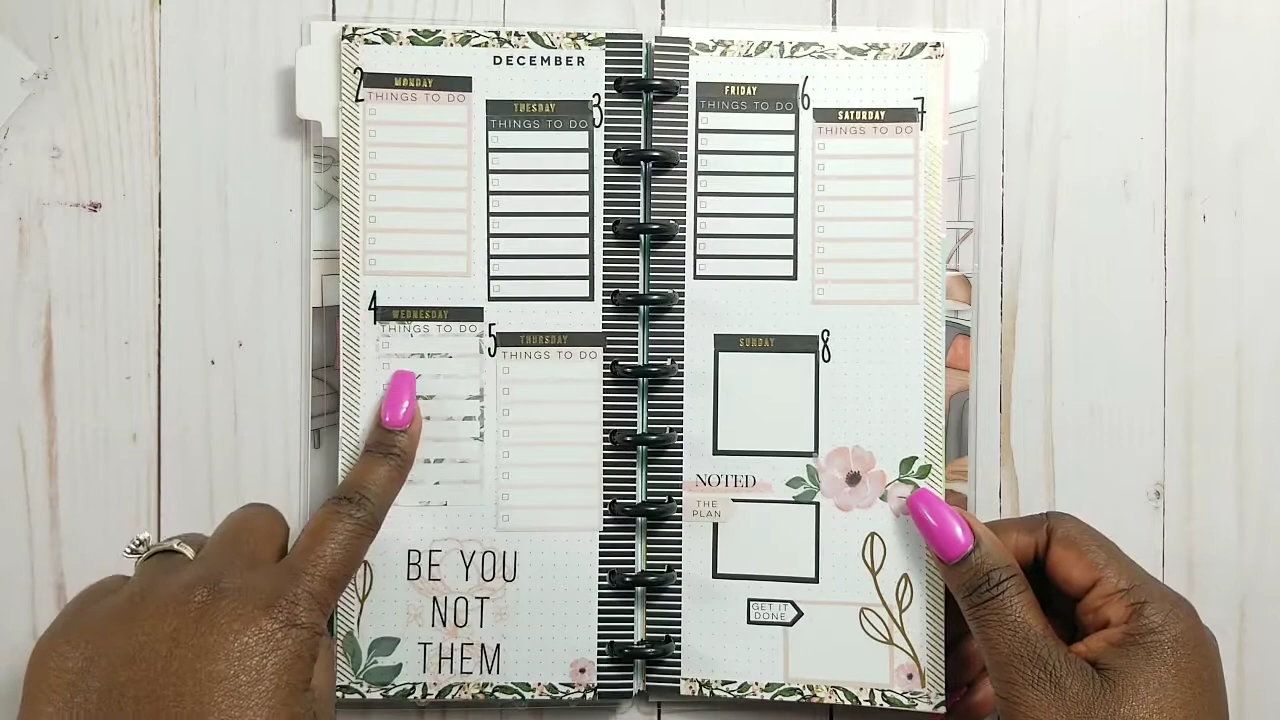 DECEMBER
2
MONDAY
THINGS TO DO
TUESDAY
3
THINGS TO DO
4
WEDNESDAY
THINGS TO DO
5
THURSDAY
THINGS TO DO
BE YOU
NOT
THEM
FRIDAY
6
THINGS TO DO
SATURDAY
7
THINGS TO DO
SUNDAY
8
NOTED
THE
PLAN
GET IT
DONE